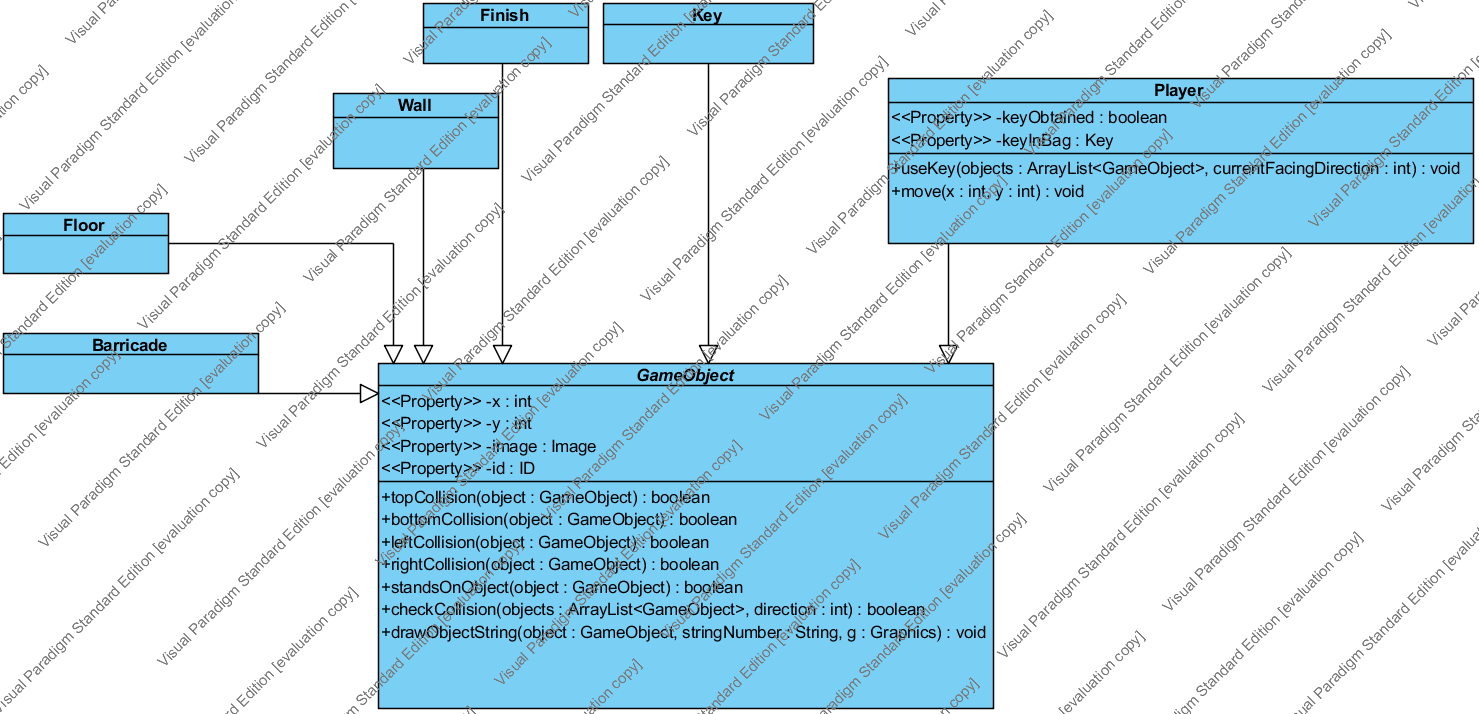 Finish
Key
Wall
Player
<<Property>> -keyObtained : boolean
<<Property>> -keyInBag : Key
+useKey(objects : ArrayList<GameObject>, currentFacingDirection : int) : void
+move(x : int, y : int) : void
Floor
Barricade
GameObject
<<Property>> -x : int
<<Property>> -y : int
<<Property>> -image : Image
<<Property>> -id : ID
+topCollision(object : GameObject) : boolean
+bottomCollision(object : GameObject) : boolean
+leftCollision(object : GameObject) : boolean
+rightCollision(object : GameObject) : boolean
+standsOnObject(object : GameObject) : boolean
+checkCollision(objects : ArrayList<GameObject>, direction : int) : boolean
+drawObjectString(object : GameObject, stringNumber : String, g : Graphics) : void
Visual Paradigm Standard Edition [evaluation copy]